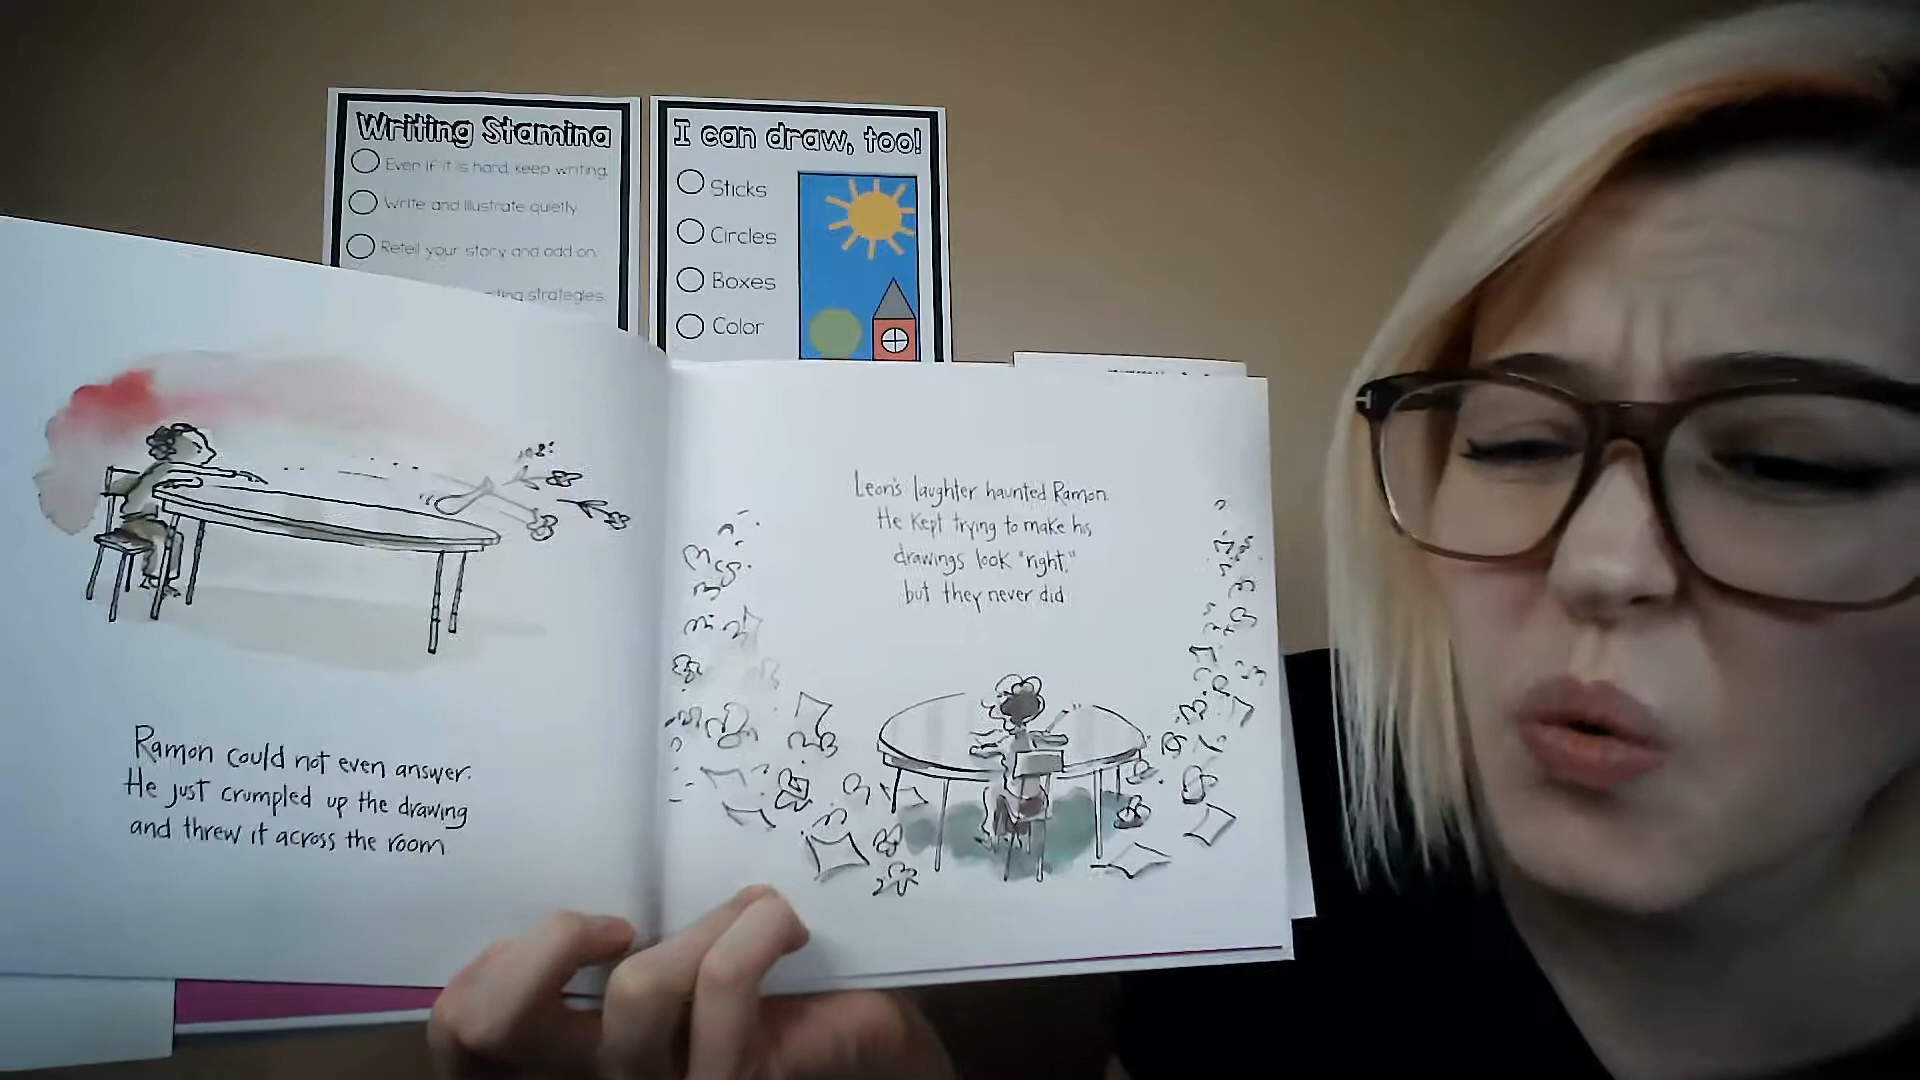 Writing Stamina
Even if it is hard, keep writing.
Write and illustrate quietly
Retell your story and add on.
strategies.
I can draw, too!
Sticks
Circles
Boxes
Color
Ramon could not even answer.
He just crumpled up the drawing
and threw it across the room
Leon's laughter haunted Ramon.
He kept trying to make his
drawings look "right,"
but they never did